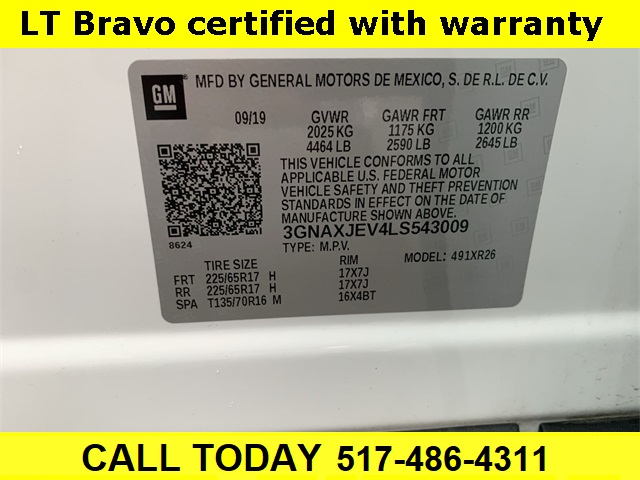 LT Bravo certified with warranty
GM
MFD BY GENERAL MOTORS DE MEXICO, S. DE R.L. DE C.V.
09/19 GVWR GAWR FRT GAWR RR
2025 KG 1175 KG 1200 KG
4464 LB 2590 LB 2645 LB
THIS VEHICLE CONFORMS TO ALL
APPLICABLE U.S. FEDERAL MOTOR
VEHICLE SAFETY AND THEFT PREVENTION
STANDARDS IN EFFECT ON THE DATE OF
MANUFACTURE SHOWN ABOVE.
3GNAXJEV4LS543009
8624
TYPE: M.P.V. MODEL: 491XR26
TIRE SIZE RIM
FRT 225/65R17 H 17X7J
RR 225/65R17 H 17X7J
SPA T135/70R16 M 16X4BT
CALL TODAY 517-486-4311